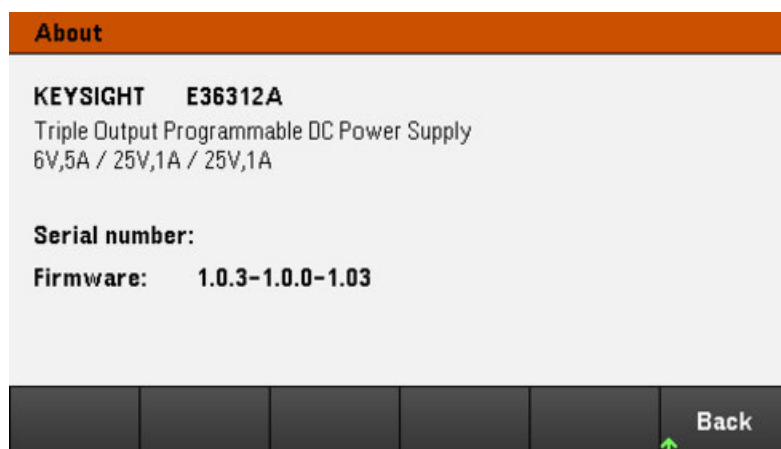 About
KEYSIGHT E36312A
Triple Output Programmable DC Power Supply
6V,5A / 25V,1A / 25V,1A
Serial number:
Firmware: 1.0.3-1.0.0-1.03
Back